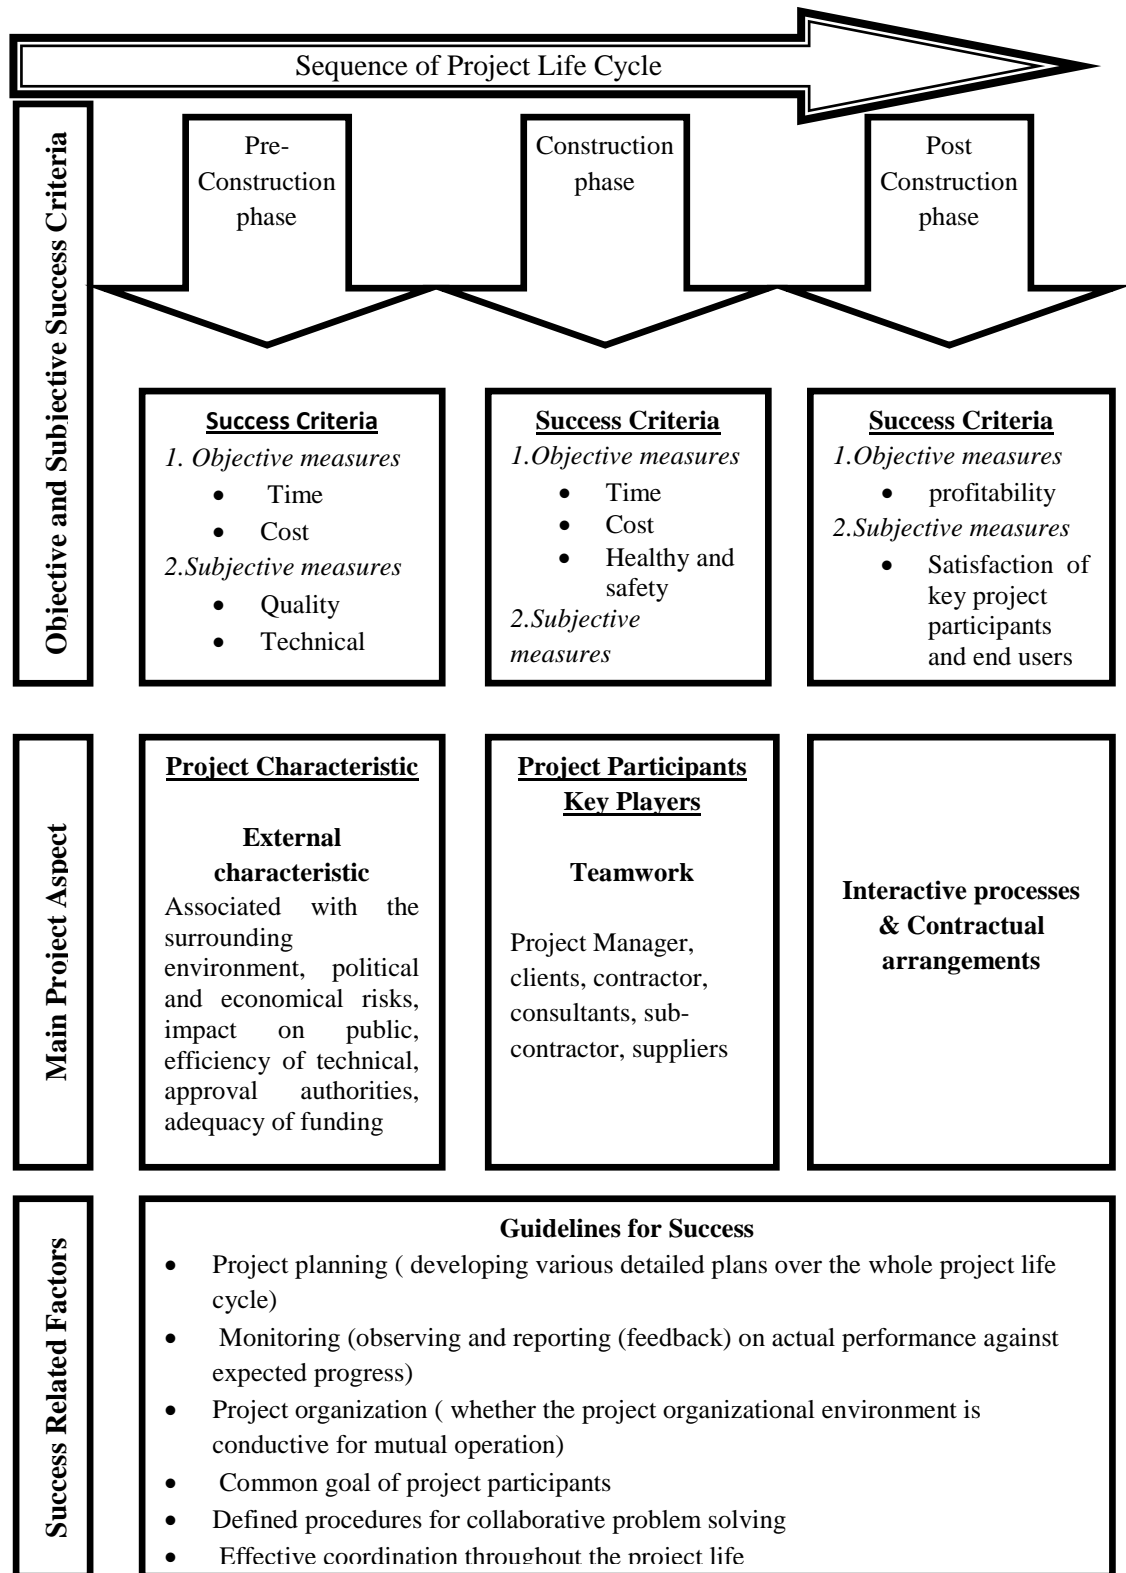 Sequence of Project Life Cycle
Objective and Subjective Success Criteria
Pre-
Construction
phase
Construction
phase
Post
Construction
phase
Success Criteria
1. Objective measures
• Time
• Cost
2.Subjective measures
• Quality
• Technical
Success Criteria
1.Objective measures
• Time
• Cost
• Healthy and
safety
2.Subjective
measures
Success Criteria
1.Objective measures
• profitability
2.Subjective measures
• Satisfaction of
key project
participants
and end users
Main Project Aspect
Project Characteristic
External
characteristic
Associated with the
surrounding
environment, political
and economical risks,
impact on public,
efficiency of technical,
approval authorities,
adequacy of funding
Project Participants
Key Players
Teamwork
Project Manager,
clients, contractor,
consultants, sub-
contractor, suppliers
Interactive processes
& Contractual
arrangements
Success Related Factors
Guidelines for Success
• Project planning ( developing various detailed plans over the whole project life
cycle)
• Monitoring (observing and reporting (feedback) on actual performance against
expected progress)
• Project organization ( whether the project organizational environment is
conductive for mutual operation)
• Common goal of project participants
• Defined procedures for collaborative problem solving
• Effective coordination throughout the project life